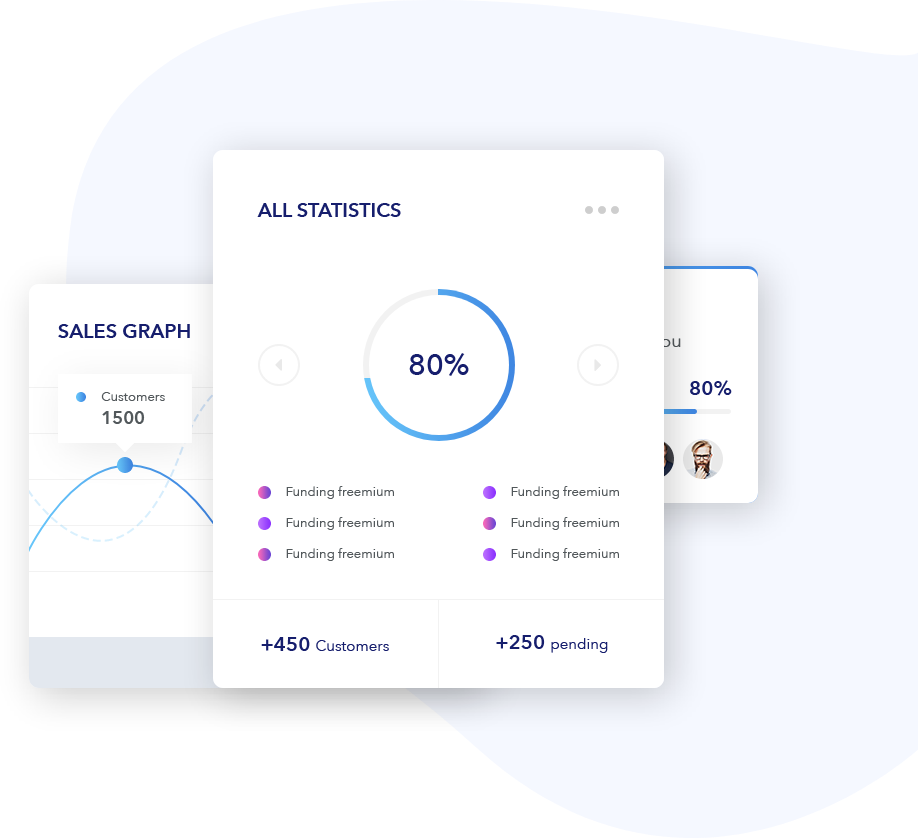 ALL STATISTICS
SALES GRAPH
Customers
1500
80%
80%
Funding freemium
Funding freemium
Funding freemium
Funding freemium
Funding freemium
Funding freemium
+450 Customers
+250 pending